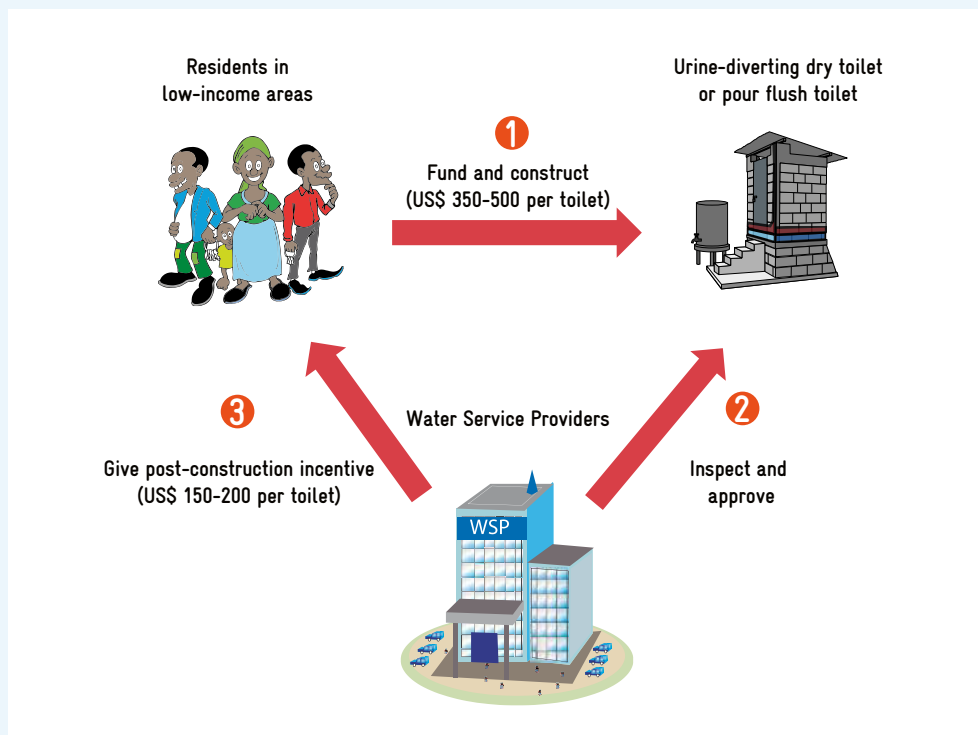 Residents in
low-income areas
Urine-diverting dry toilet
or pour flush toilet
1
Fund and construct
(US$ 350-500 per toilet)
3
Give post-construction incentive
(US$ 150-200 per toilet)
Water Service Providers
2
Inspect and
approve
WSP